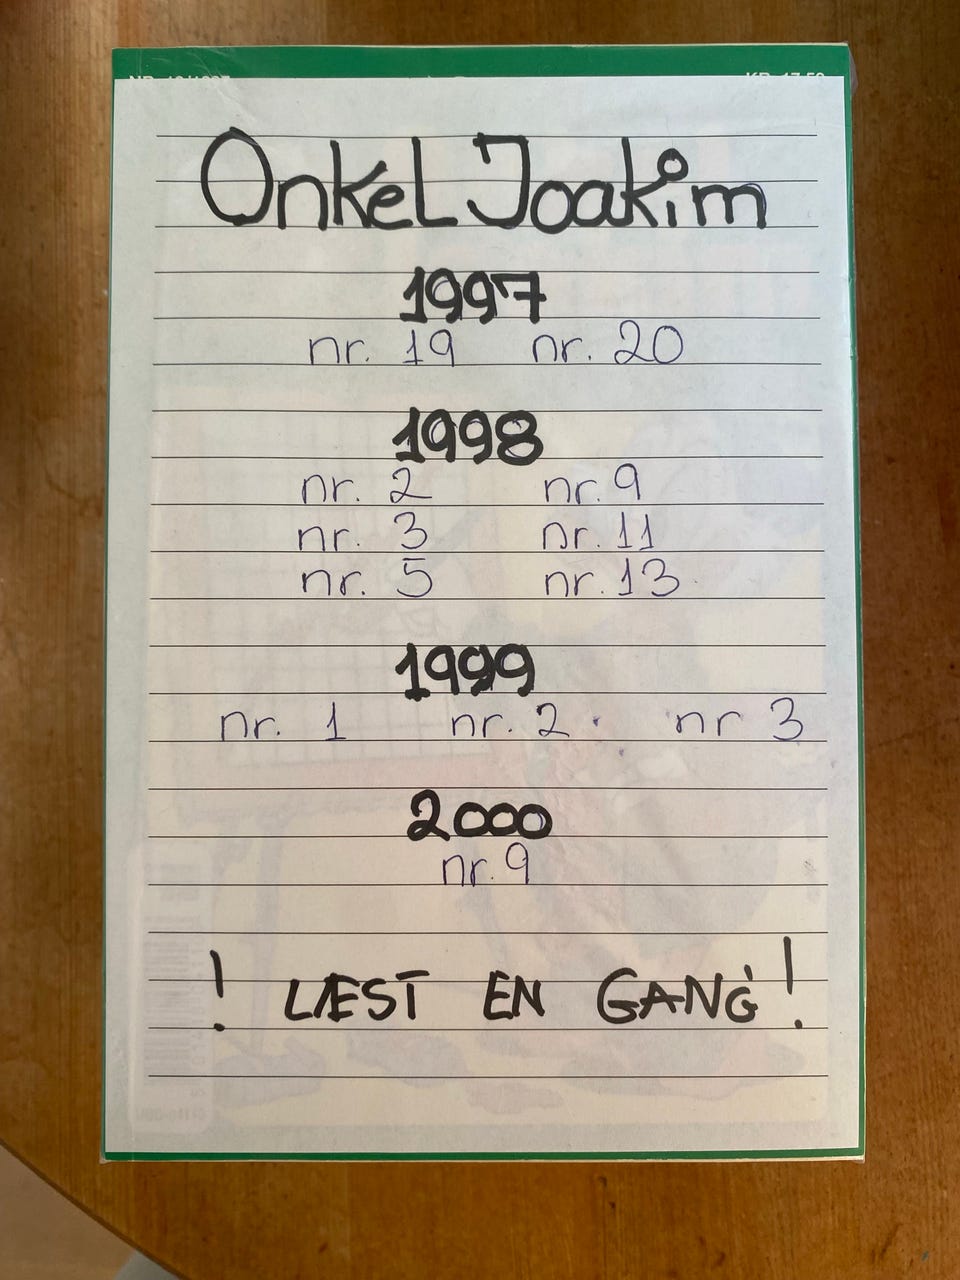 Onkel Joakim
1997
nr. 19 nr. 20
1998
nr. 2 nr. 9
nr. 3 nr. 11
nr. 5 nr. 13
1999
nr. 1 nr. 2 nr 3
2000
nr. 9
! LÆST EN GANG !